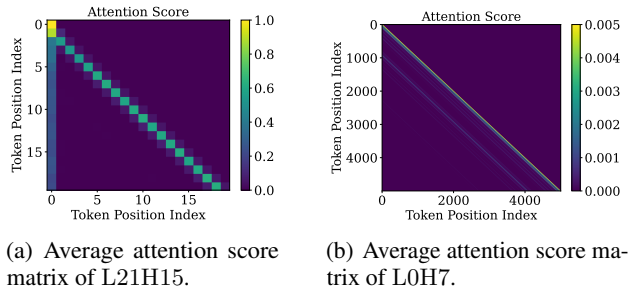 Attention Score
Token Position Index
0
5
10
15
0
5
10
15
Token Position Index
1.0
0.8
0.6
0.4
0.2
0.0
(a) Average attention score
matrix of L21H15.
Attention Score
Token Position Index
0
1000
2000
3000
4000
0
2000
4000
Token Position Index
0.005
0.004
0.003
0.002
0.001
0.000
(b) Average attention score ma-
trix of L0H7.